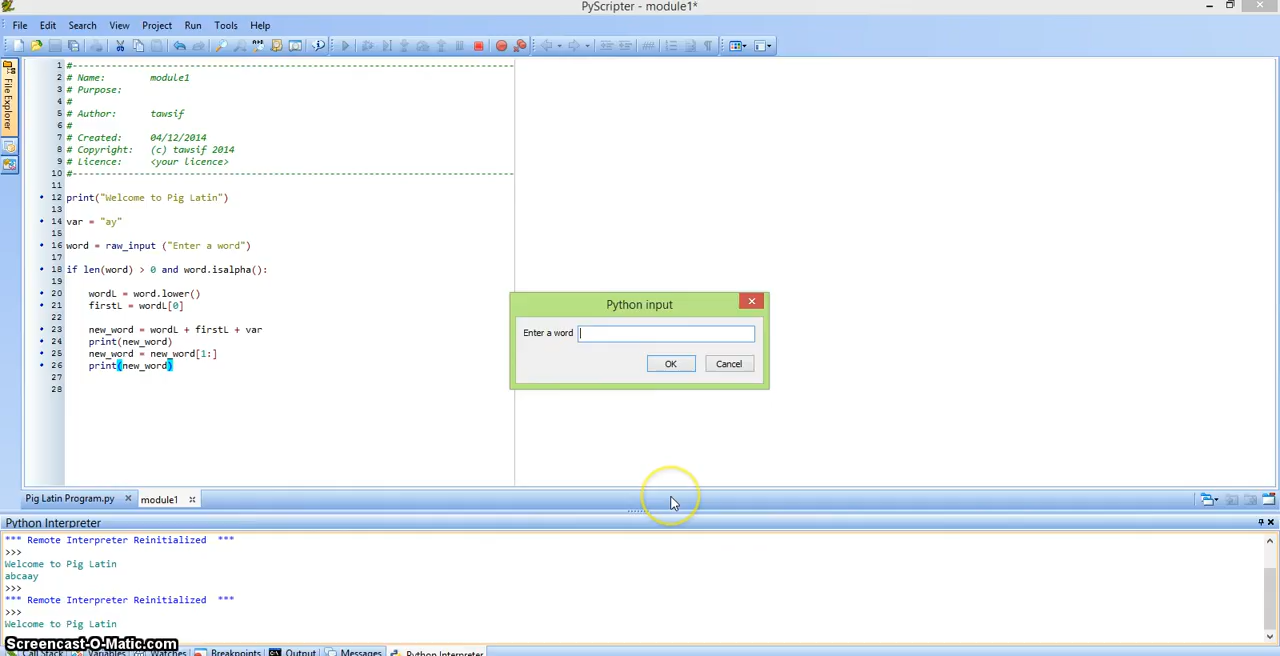 PyScripter - module1*
File Edit Search View Project Run Tools Help
File Explorer
1 #-------------------------------------------------------------------------------
2 # Name:        module1
3 # Purpose:
4 #
5 # Author:      tawsif
6 #
7 # Created:     04/12/2014
8 # Copyright:   (c) tawsif 2014
9 # Licence:     <your licence>
10 #-------------------------------------------------------------------------------
11
12 print("Welcome to Pig Latin")
13
14 var = "ay"
15
16 word = raw_input ("Enter a word")
17
18 if len(word) > 0 and word.isalpha():
19
20     wordL = word.lower()
21     firstL = wordL[0]
22
23     new_word = wordL + firstL + var
24     print(new_word)
25     new_word = new_word[1:]
26     print(new_word)
27
28
Python input
Enter a word
OK Cancel
Pig Latin Program.py module1
Python Interpreter
*** Remote Interpreter Reinitialized ***
>>>
Welcome to Pig Latin
abcaay
>>>
*** Remote Interpreter Reinitialized ***
>>>
Welcome to Pig Latin
Screencast-O-Matic.com
Call Stack Variables Watches Breakpoints Output Messages Python Interpreter